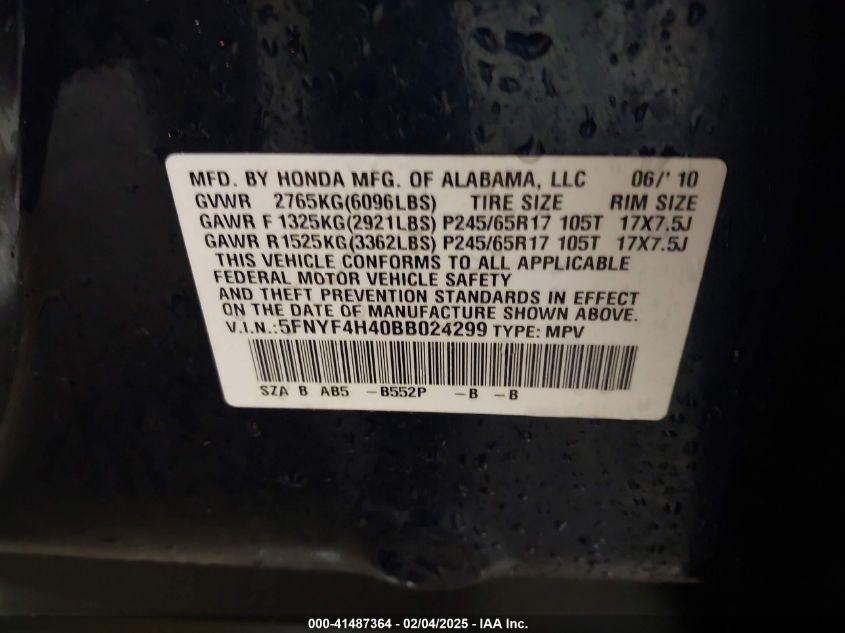 MFD. BY HONDA MFG. OF ALABAMA, LLC 06/' 10
GVWR 2765KG(6096LBS) TIRE SIZE RIM SIZE
GAWR F 1325KG(2921LBS) P245/65R17 105T 17X7.5J
GAWR R1525KG(3362LBS) P245/65R17 105T 17X7.5J
THIS VEHICLE CONFORMS TO ALL APPLICABLE
FEDERAL MOTOR VEHICLE SAFETY
AND THEFT PREVENTION STANDARDS IN EFFECT
ON THE DATE OF MANUFACTURE SHOWN ABOVE.
V.I.N.:5FNYF4H40BB024299 TYPE: MPV
SZA B AB5 -B552P -B -B
000-41487364 - 02/04/2025 - IAA Inc.